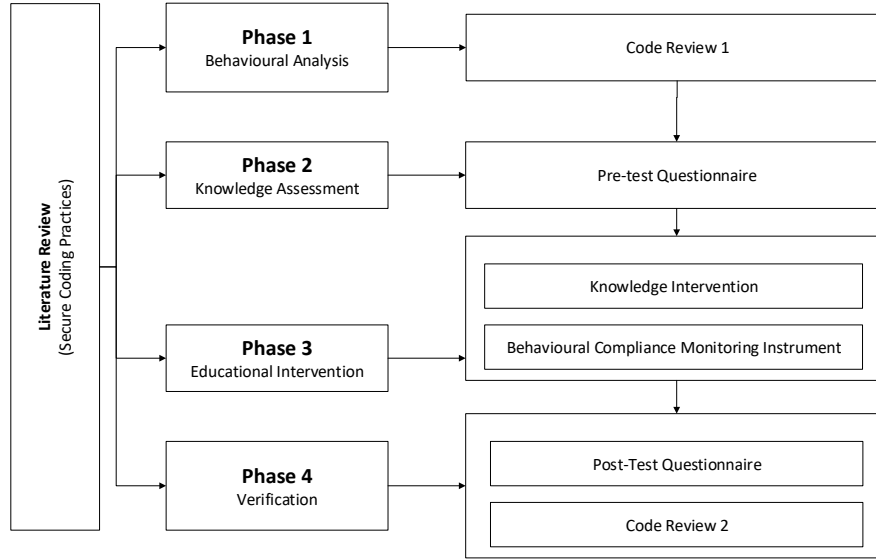 Literature Review
(Secure Coding Practices)
Phase 1
Behavioural Analysis
Code Review 1
Phase 2
Knowledge Assessment
Pre-test Questionnaire
Phase 3
Educational Intervention
Knowledge Intervention
Behavioural Compliance Monitoring Instrument
Phase 4
Verification
Post-Test Questionnaire
Code Review 2